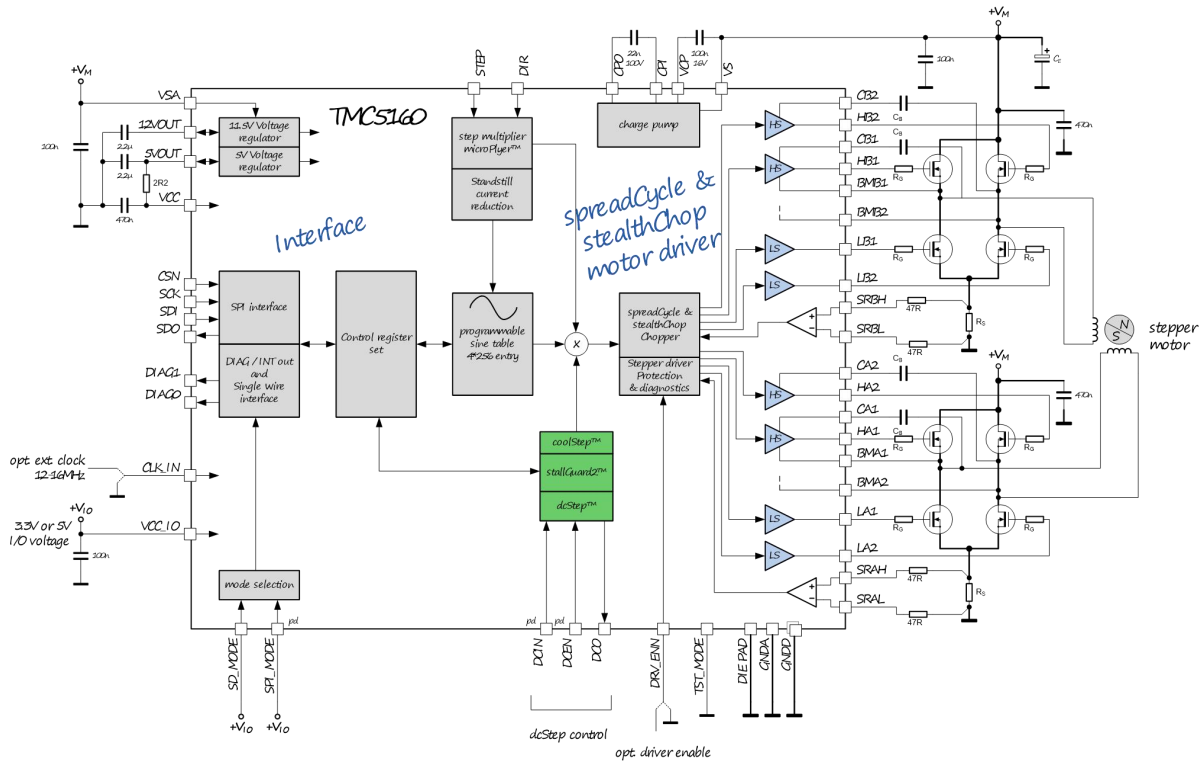 +VM
STEP
DIR
CPO
22n
100V
CPI
VCP
100n
16V
VS
100n
CE
+VM
VSA
TMC5160
12VOUT
2.2µ
11.5V Voltage
regulator
100n
5VOUT
2.2µ
5V Voltage
regulator
2R2
VCC
470n
step multiplier
microPlyer™
Standstill
current
reduction
charge pump
Interface
spreadCycle &
stealthChop
motor driver
HS
HS
LS
LS
CB2
CB
HB2
CB
CB1
HB1
RG
RG
470n
BMB1
BMB2
LB1
RG
RG
LB2
SRBH
47R
RS
SRBL
47R
CSN
SCK
SDI
SDO
SPI interface
DIAG1
DIAG0
DIAG / INT out
and
Single wire
interface
Control register
set
programmable
sine table
4*256 entry
x
spreadCycle &
stealthChop
Chopper
Stepper driver
Protection
& diagnostics
N
S
stepper
motor
+VM
CA2
CB
HA2
470n
CA1
CB
HA1
RG
RG
BMA1
BMA2
HS
HS
LS
LS
LA1
RG
RG
LA2
SRAH
47R
RS
SRAL
47R
coolStep™
stallGuard2™
dcStep™
opt. ext. clock
12-16MHz
CLK_IN
+VIO
3.3V or 5V
I/O voltage
VCC_IO
100n
mode selection
pd
pd
pd
SD_MODE
SPI_MODE
DCIN
DCEN
DCO
DRV_ENN
TST_MODE
DIE PAD
GNDA
GNDD
+VIO
+VIO
dcStep control
opt. driver enable